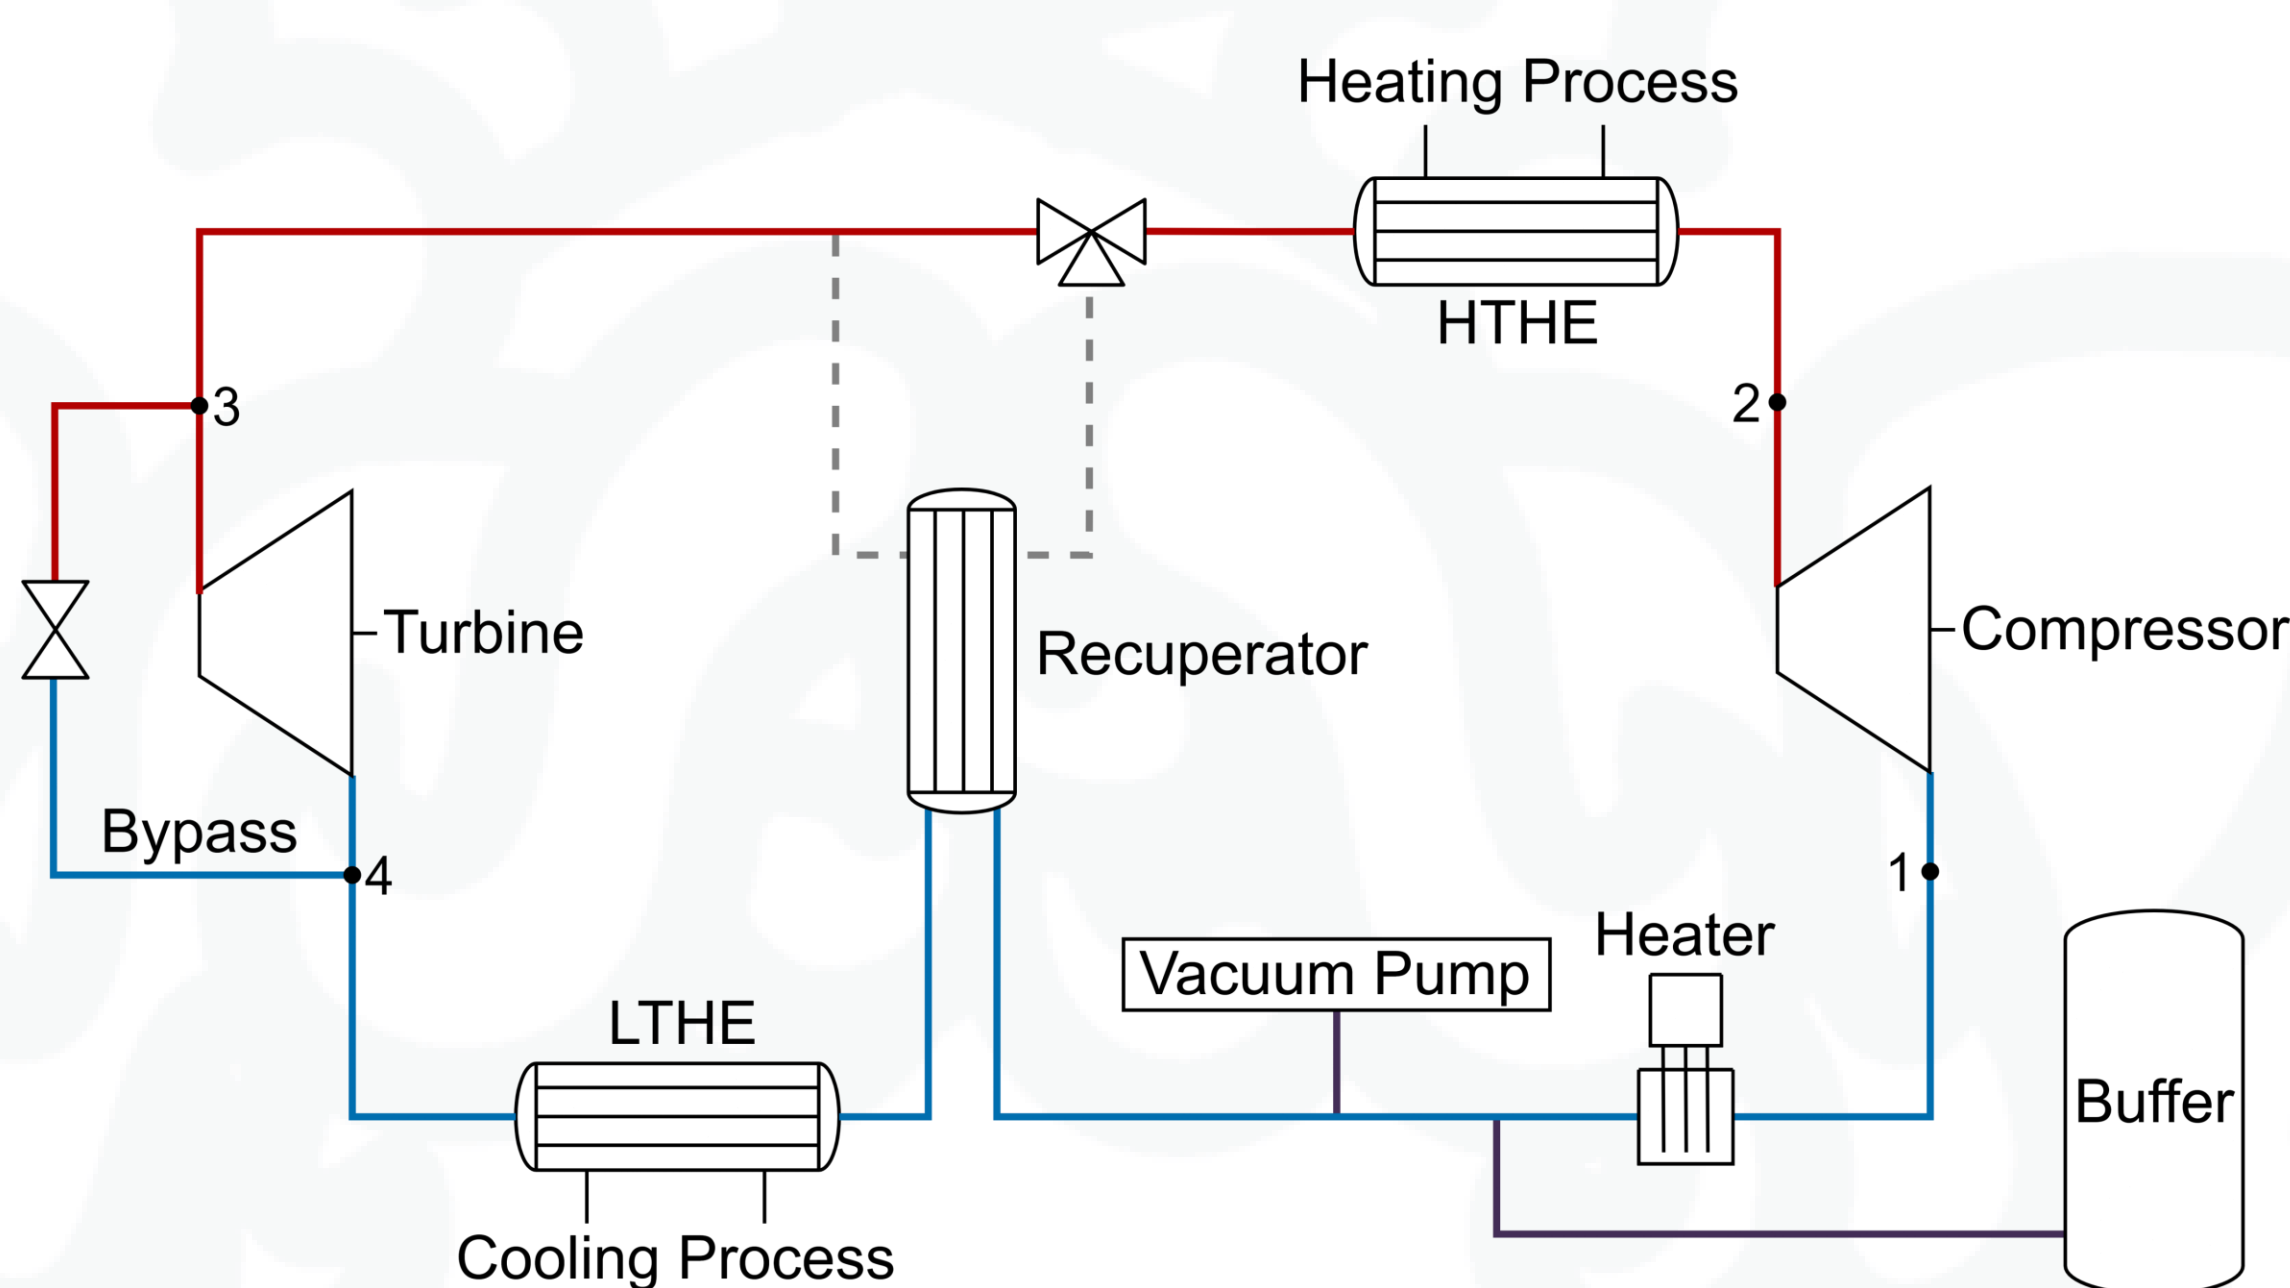 Heating Process
HTHE
3
2
Turbine
Compressor
Recuperator
Bypass
4
1
Heater
Vacuum Pump
LTHE
Buffer
Cooling Process